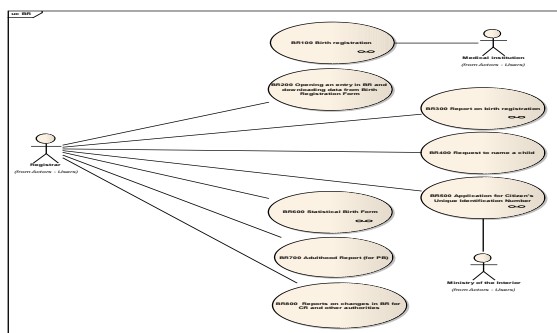 uc BR
BR100 Birth registration
Medical Institution
(from Actors - Users)
BR200 Opening an entry in BR and
downloading data from Birth
Registration Form
BR300 Report on birth registration
Registrar
(from Actors - Users)
BR400 Request to name a child
BR500 Application for Citizen's
Unique Identification Number
BR600 Statistical Birth Form
BR700 Adulthood Report (for PB)
Ministry of the Interior
(from Actors - Users)
BR800 Reports on changes in BR for
CR and other authorities